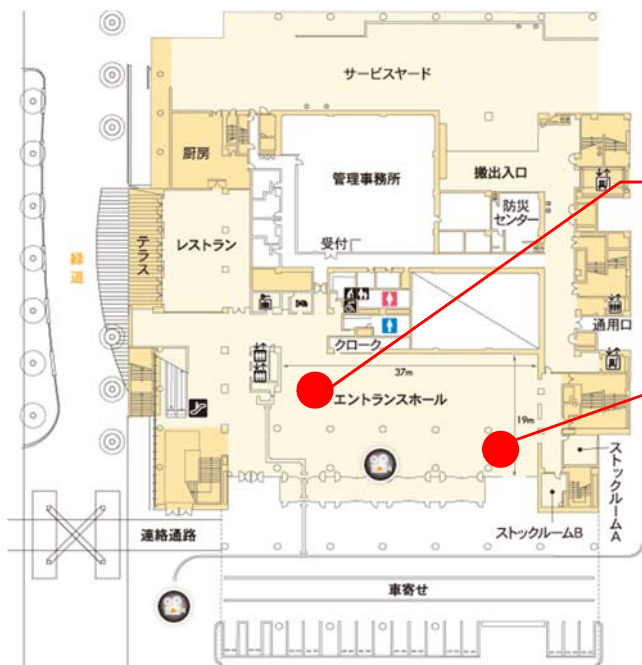 サービスヤード
厨房
管理事務所
搬出入口
防災
センター
テラス
レストラン
受付
緑道
通用口
クローク
37m
エントランスホール
19m
ストックルームA
ストックルームB
連絡通路
車寄せ